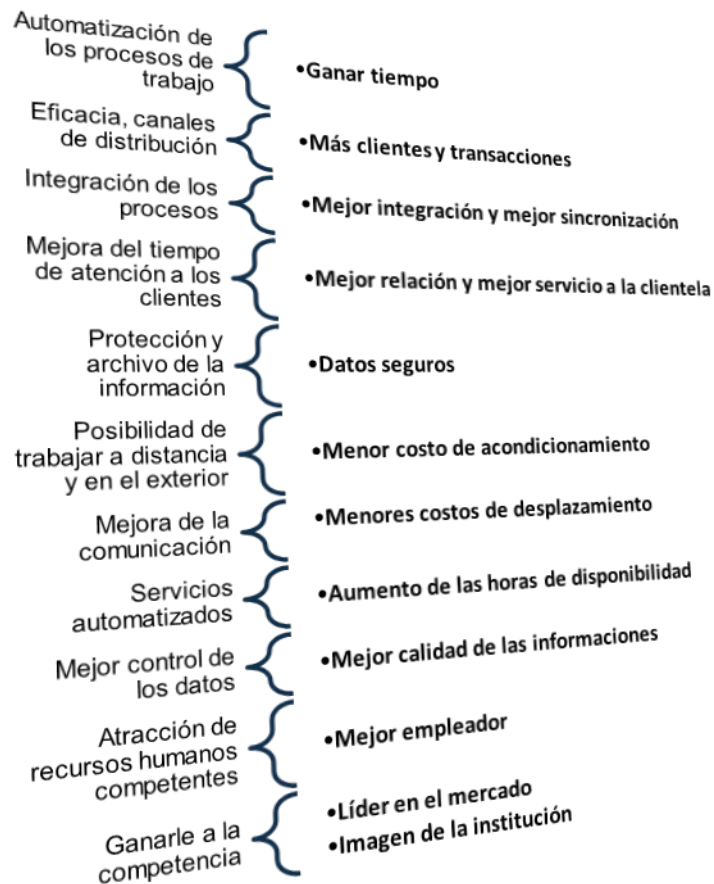 Automatización de
los procesos de
trabajo
•Ganar tiempo
Eficacia, canales
de distribución
•Más clientes y transacciones
Integración de los
procesos
•Mejor integración y mejor sincronización
Mejora del tiempo
de atención a los
clientes
•Mejor relación y mejor servicio a la clientela
Protección y
archivo de la
información
•Datos seguros
Posibilidad de
trabajar a distancia
y en el exterior
•Menor costo de acondicionamiento
Mejora de la
comunicación
•Menores costos de desplazamiento
Servicios
automatizados
•Aumento de las horas de disponibilidad
Mejor control de
los datos
•Mejor calidad de las informaciones
Atracción de
recursos humanos
competentes
•Mejor empleador
Ganarle a la
competencia
•Líder en el mercado
•Imagen de la institución